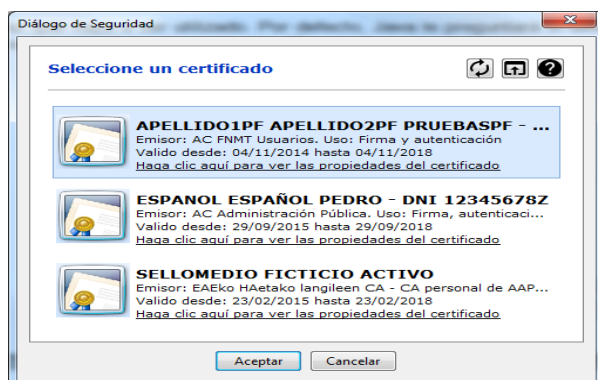 Diálogo de Seguridad
Seleccione un certificado
APELLIDO1PF APELLIDO2PF PRUEBASPF - ...
Emisor: AC FNMT Usuarios. Uso: Firma y autenticación
Valido desde: 04/11/2014 hasta 04/11/2018
Haga clic aquí para ver las propiedades del certificado
ESPANOL ESPAÑOL PEDRO - DNI 12345678Z
Emisor: AC Administración Pública. Uso: Firma, autenticaci...
Valido desde: 29/09/2015 hasta 29/09/2018
Haga clic aquí para ver las propiedades del certificado
SELLOMEDIO FICTICIO ACTIVO
Emisor: EAEko HAetako langileen CA - CA personal de AAP...
Valido desde: 23/02/2015 hasta 23/02/2018
Haga clic aquí para ver las propiedades del certificado
Aceptar Cancelar